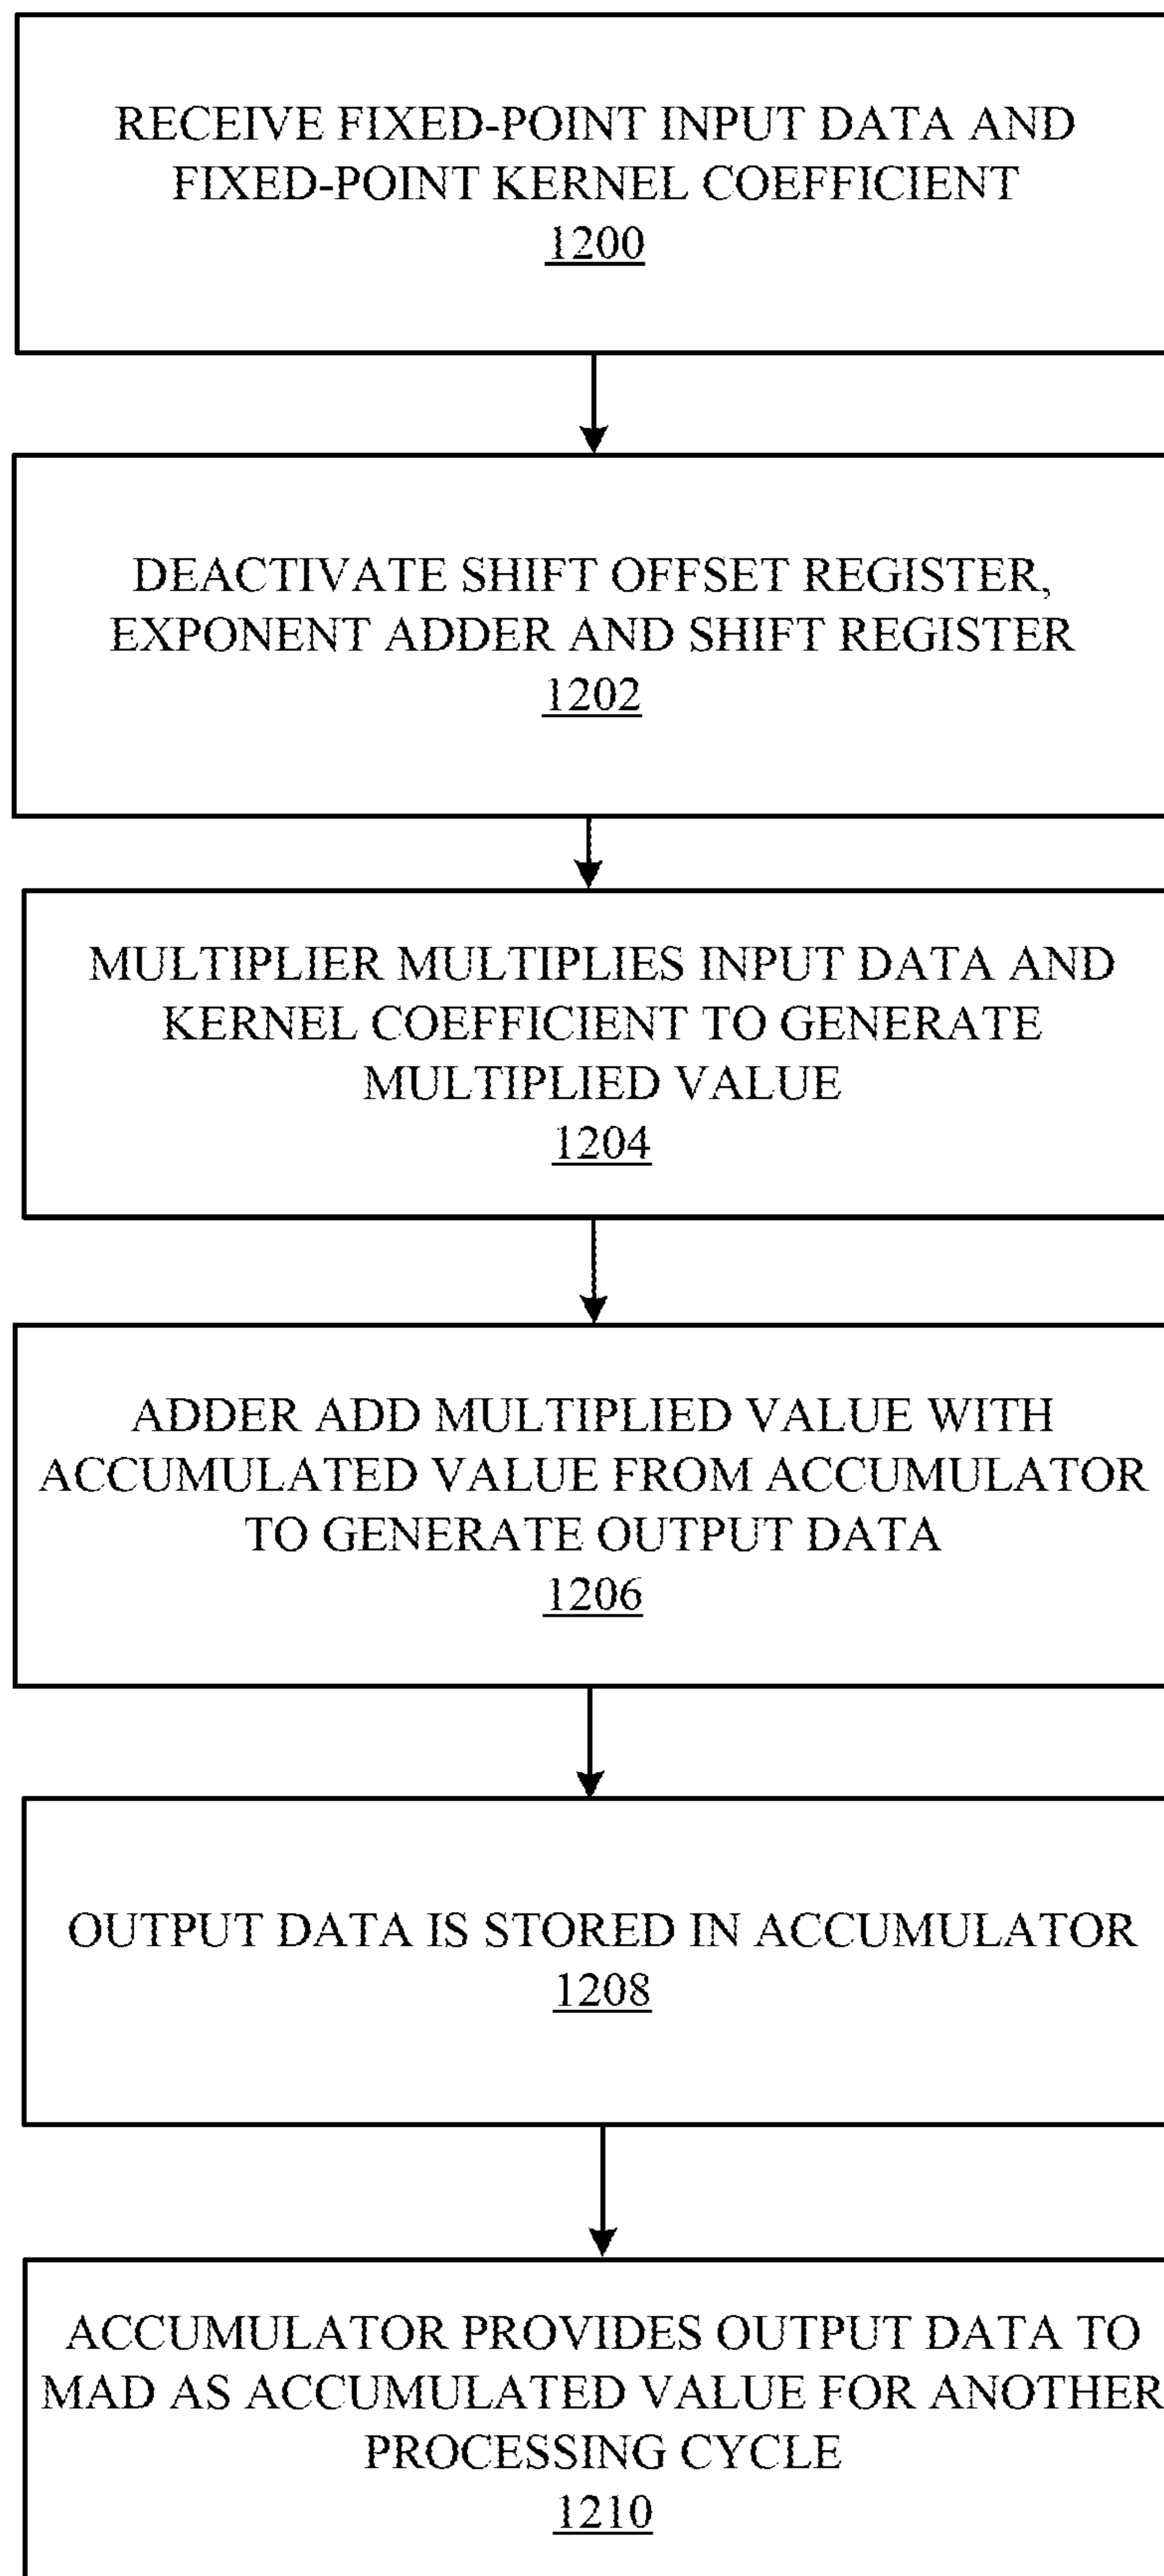 RECEIVE FIXED-POINT INPUT DATA AND
FIXED-POINT KERNEL COEFFICIENT
1200
DEACTIVATE SHIFT OFFSET REGISTER,
EXPONENT ADDER AND SHIFT REGISTER
1202
MULTIPLIER MULTIPLIES INPUT DATA AND
KERNEL COEFFICIENT TO GENERATE
MULTIPLIED VALUE
1204
ADDER ADD MULTIPLIED VALUE WITH
ACCUMULATED VALUE FROM ACCUMULATOR
TO GENERATE OUTPUT DATA
1206
OUTPUT DATA IS STORED IN ACCUMULATOR
1208
ACCUMULATOR PROVIDES OUTPUT DATA TO
MAD AS ACCUMULATED VALUE FOR ANOTHER
PROCESSING CYCLE
1210